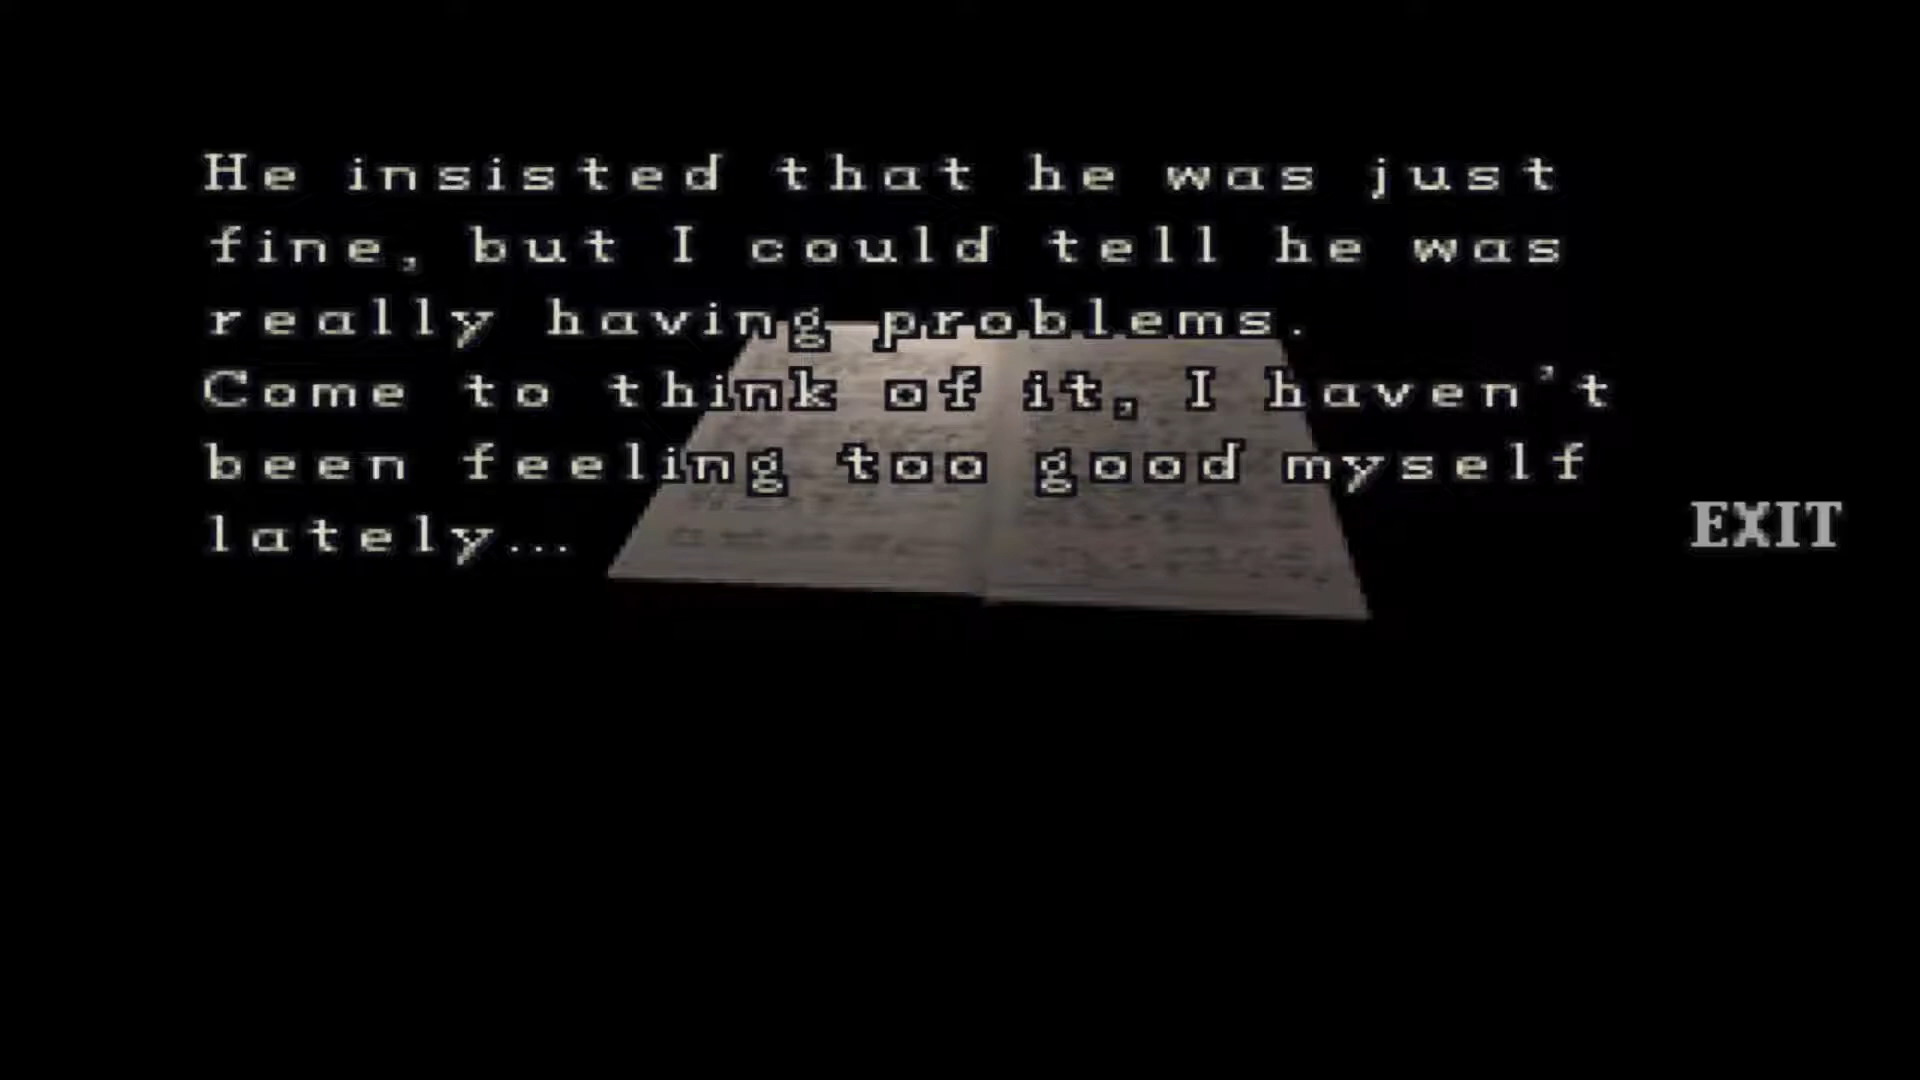 He insisted that he was just
fine, but I could tell he was
really having problems.
Come to think of it, I haven't
been feeling too good myself
lately...
EXIT